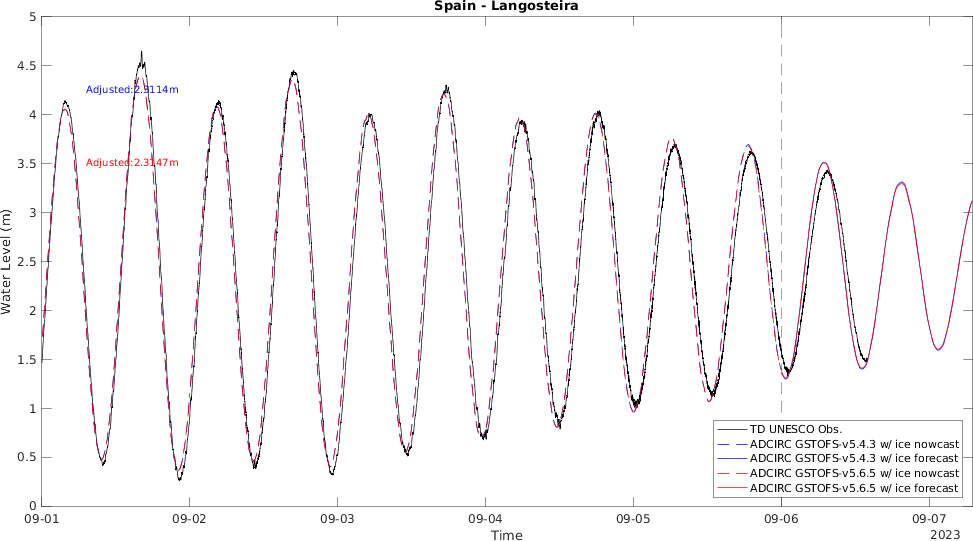 Spain - Langosteira
5
4.5
4
3.5
3
2.5
2
1.5
1
0.5
0
Water Level (m)
Adjusted:2.3114m
Adjusted:2.3147m
TD UNESCO Obs.
ADCIRC GSTOFS-v5.4.3 w/ ice nowcast
ADCIRC GSTOFS-v5.4.3 w/ ice forecast
ADCIRC GSTOFS-v5.6.5 w/ ice nowcast
ADCIRC GSTOFS-v5.6.5 w/ ice forecast
09-01 09-02 09-03 09-04 09-05 09-06 09-07
Time
2023